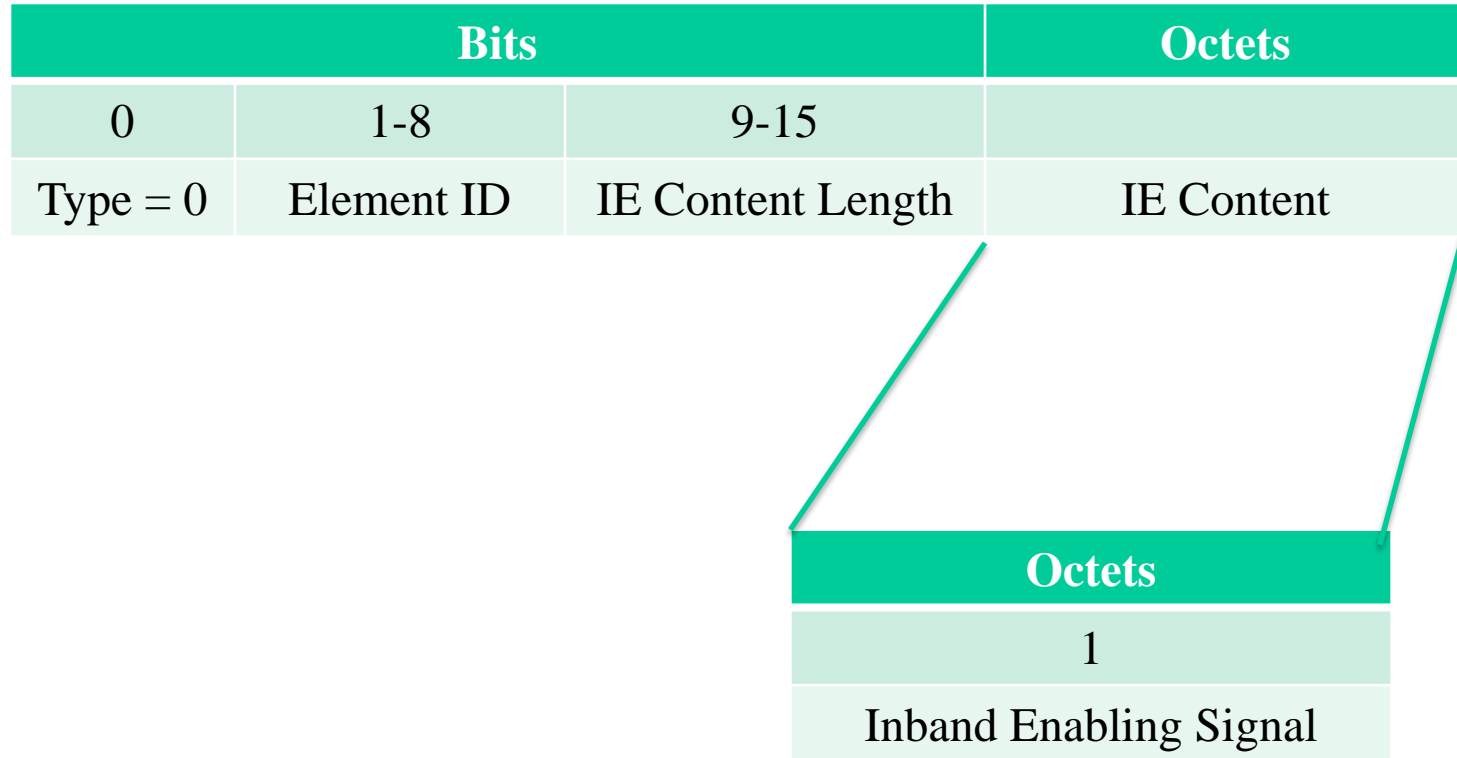 Bits Octets
0 1-8 9-15
Type = 0 Element ID IE Content Length IE Content
Octets
1
Inband Enabling Signal